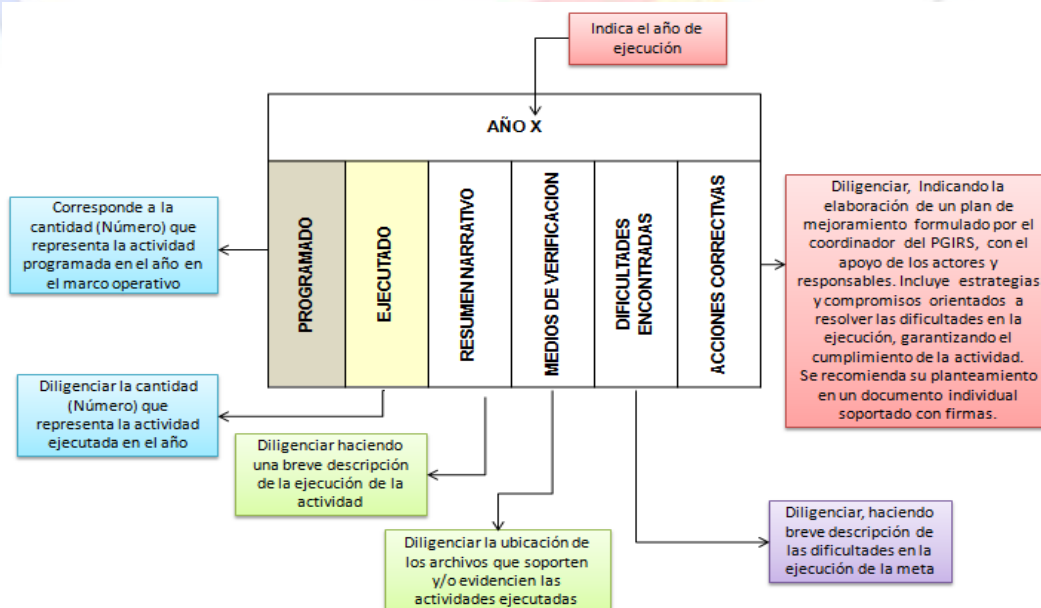 Indica el año de
ejecución
AÑO X
PROGRAMADO
EJECUTADO
RESUMEN NARRATIVO
MEDIOS DE VERIFICACION
DIFICULTADES
ENCONTRADAS
ACCIONES CORRECTIVAS
Corresponde a la
cantidad (Número) que
representa la actividad
programada en el año en
el marco operativo
Diligenciar la cantidad
(Número) que
representa la actividad
ejecutada en el año
Diligenciar haciendo
una breve descripción
de la ejecución de la
actividad
Diligenciar la ubicación de
los archivos que soporten
y/o evidencien las
actividades ejecutadas
Diligenciar, Indicando la
elaboración de un plan de
mejoramiento formulado por el
coordinador del PGIRS, con el
apoyo de los actores y
responsables. Incluye estrategias
y compromisos orientados a
resolver las dificultades en la
ejecución, garantizando el
cumplimiento de la actividad.
Se recomienda su planteamiento
en un documento individual
soportado con firmas.
Diligenciar, haciendo
breve descripción de
las dificultades en la
ejecución de la meta